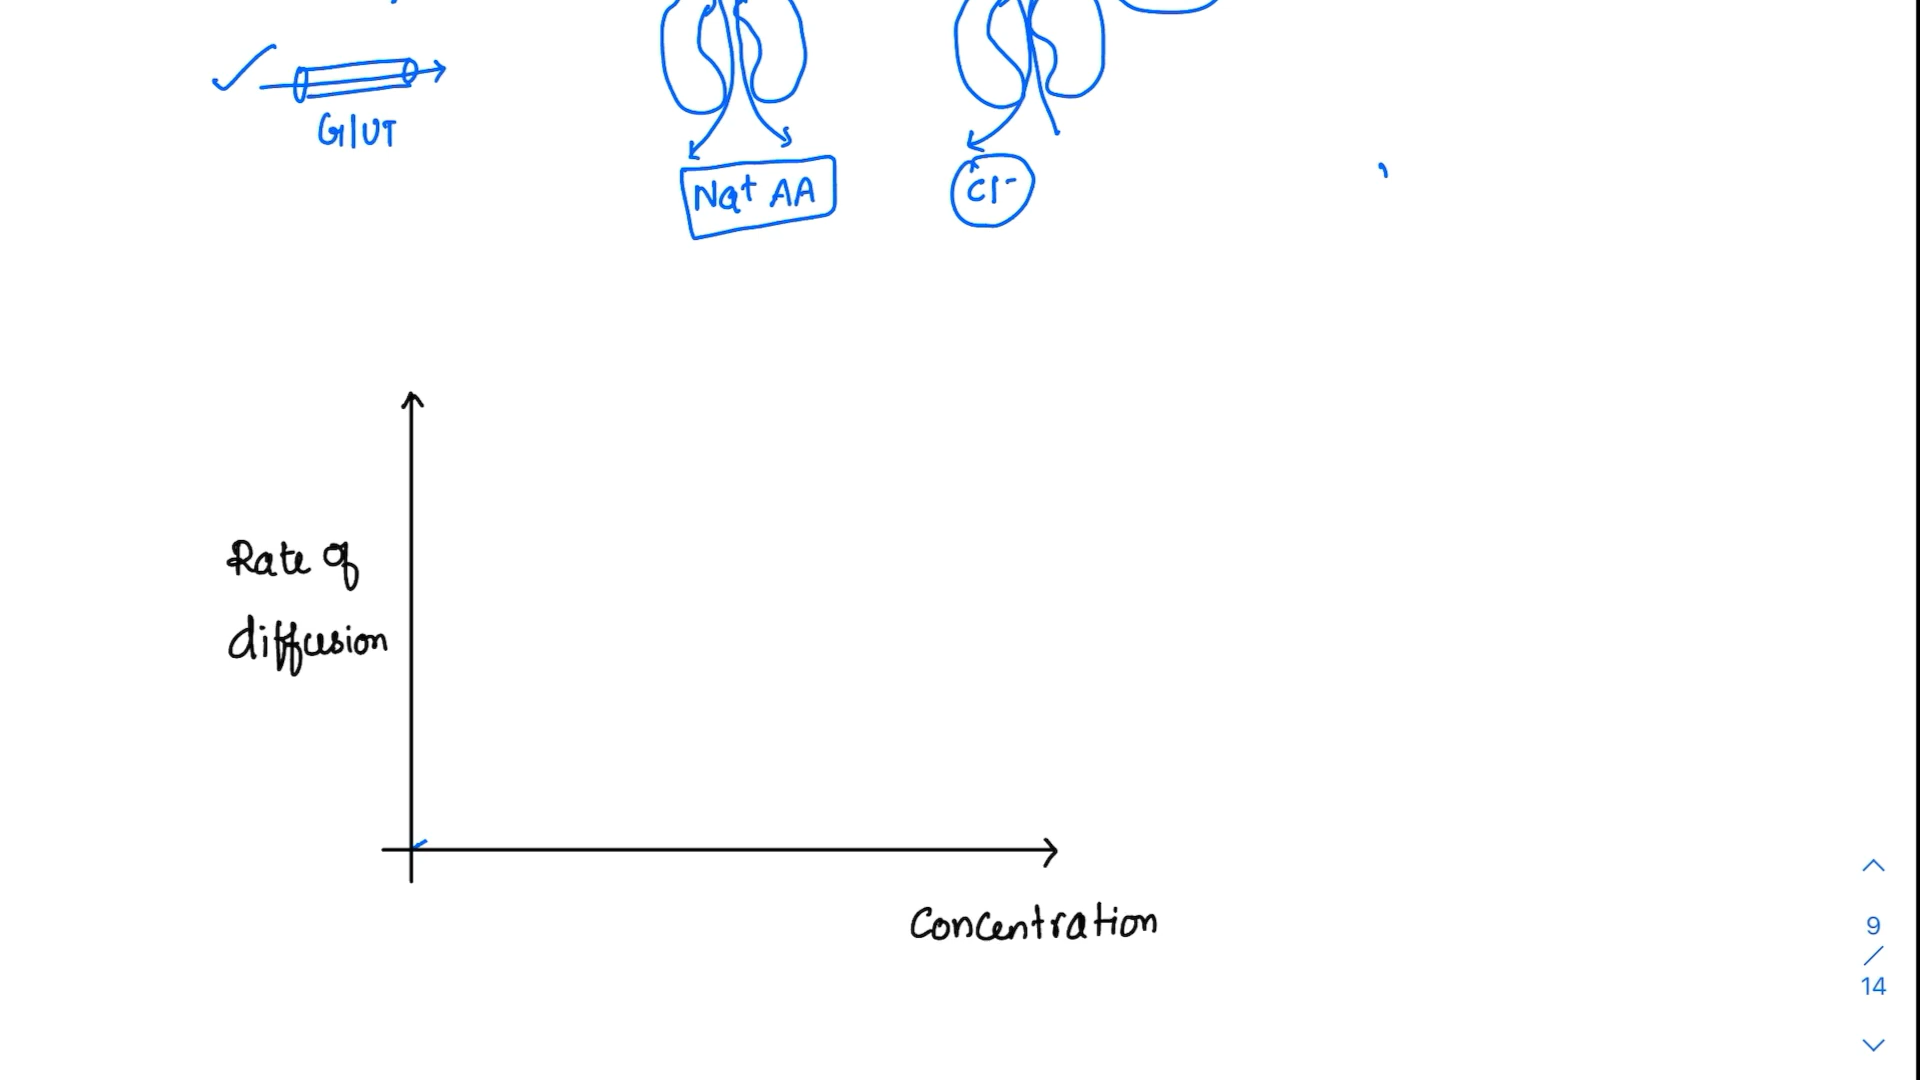 GlUT
Na+ AA
Cl-
Rate of
diffusion
Concentration
9
/
14